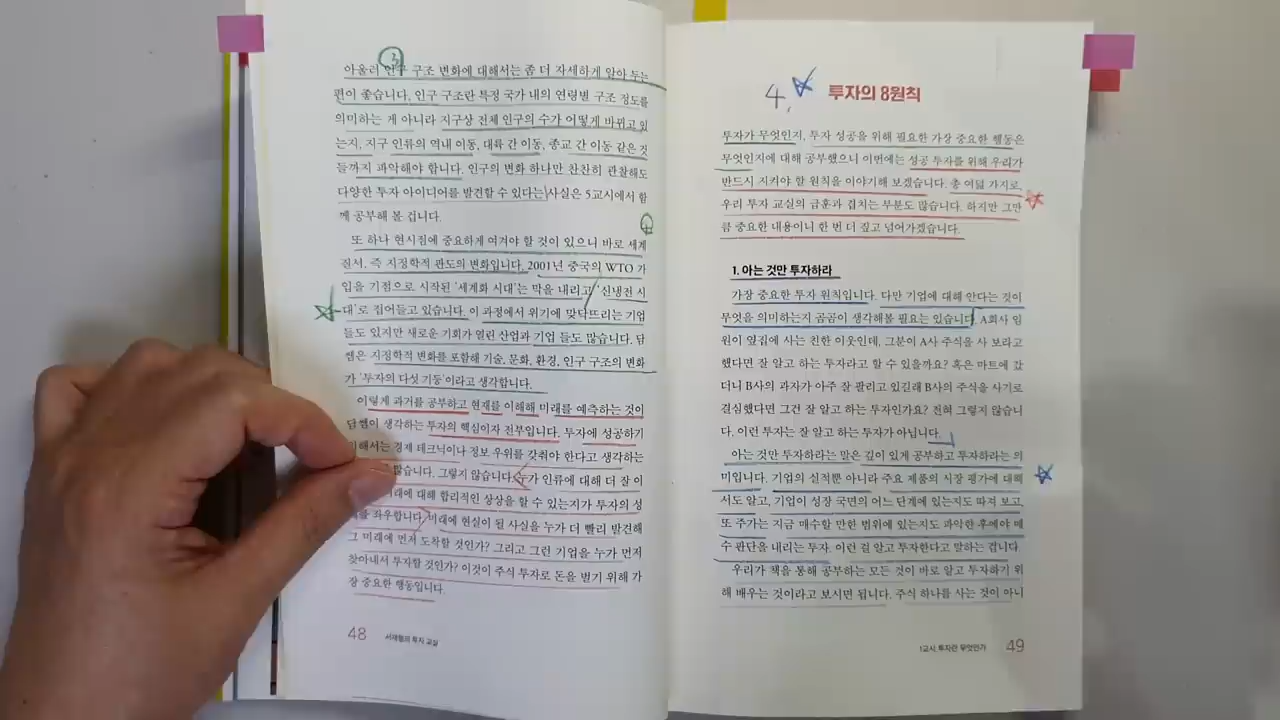 3
아울러 인구 구조 변화에 대해서는 좀 더 자세하게 알아 두는
편이 좋습니다. 인구 구조란 특정 국가 내의 연령별 구조 정도를
의미하는 게 아니라 지구상 전체 인구의 수가 어떻게 바뀌고 있
는지, 지구 인류의 역내 이동, 대륙 간 이동, 종교 간 이동 같은 것
들까지 파악해야 합니다. 인구의 변화 하나만 찬찬히 관찰해도
다양한 투자 아이디어를 발견할 수 있다는 사실은 5교시에서 함
께 공부해 볼 겁니다.
4
또 하나 현시점에 중요하게 여겨야 할 것이 있으니 바로 세계
질서, 즉 지정학적 판도의 변화입니다. 2001년 중국의 WTO 가
입을 기점으로 시작된 '세계화 시대'는 막을 내리고 '신냉전 시
대'로 접어들고 있습니다. 이 과정에서 위기에 맞닥뜨리는 기업
들도 있지만 새로운 기회가 열린 산업과 기업 들도 많습니다. 담
쌤은 지정학적 변화를 포함해 기술, 문화, 환경, 인구 구조의 변화
가 '투자의 다섯 기둥'이라고 생각합니다.
이렇게 과거를 공부하고 현재를 이해해 미래를 예측하는 것이
담쌤이 생각하는 투자의 핵심이자 전부입니다. 투자에 성공하기
위해서는 경제 테크닉이나 정보 우위를 갖춰야 한다고 생각하는
많습니다. 그렇지 않습니다. 누가 인류에 대해 더 잘 이
미래에 대해 합리적인 상상을 할 수 있는지가 투자의 성
좌우합니다. 미래에 현실이 될 사실을 누가 더 빨리 발견해
그 미래에 먼저 도착할 것인가? 그리고 그런 기업을 누가 먼저
찾아내서 투자할 것인가? 이것이 주식 투자로 돈을 벌기 위해 가
장 중요한 행동입니다.
48 서재형의 투자 교실
4. 투자의 8원칙
투자가 무엇인지, 투자 성공을 위해 필요한 가장 중요한 행동은
무엇인지에 대해 공부했으니 이번에는 성공 투자를 위해 우리가
반드시 지켜야 할 원칙을 이야기해 보겠습니다. 총 여덟 가지로,
우리 투자 교실의 급훈과 겹치는 부분도 많습니다. 하지만 그만
큼 중요한 내용이니 한 번 더 짚고 넘어가겠습니다.
1. 아는 것만 투자하라
가장 중요한 투자 원칙입니다. 다만 기업에 대해 안다는 것이
무엇을 의미하는지 곰곰이 생각해볼 필요는 있습니다. A회사 임
원이 옆집에 사는 친한 이웃인데, 그분이 A사 주식을 사 보라고
했다면 잘 알고 하는 투자라고 할 수 있을까요? 혹은 마트에 갔
더니 B사의 과자가 아주 잘 팔리고 있길래 B사의 주식을 사기로
결심했다면 그건 잘 알고 하는 투자인가요? 전혀 그렇지 않습니
다. 이런 투자는 잘 알고 하는 투자가 아닙니다.
아는 것만 투자하라는 말은 깊이 있게 공부하고 투자하라는 의
미입니다. 기업의 실적뿐 아니라 주요 제품의 시장 평가에 대해
서도 알고, 기업이 성장 국면의 어느 단계에 있는지도 따져 보고,
또 주가는 지금 매수할 만한 범위에 있는지도 파악한 후에야 매
수 판단을 내리는 투자. 이런 걸 알고 투자한다고 말하는 겁니다.
우리가 책을 통해 공부하는 모든 것이 바로 알고 투자하기 위
해 배우는 것이라고 보시면 됩니다. 주식 하나를 사는 것이 아니
1교시 투자란 무엇인가 49